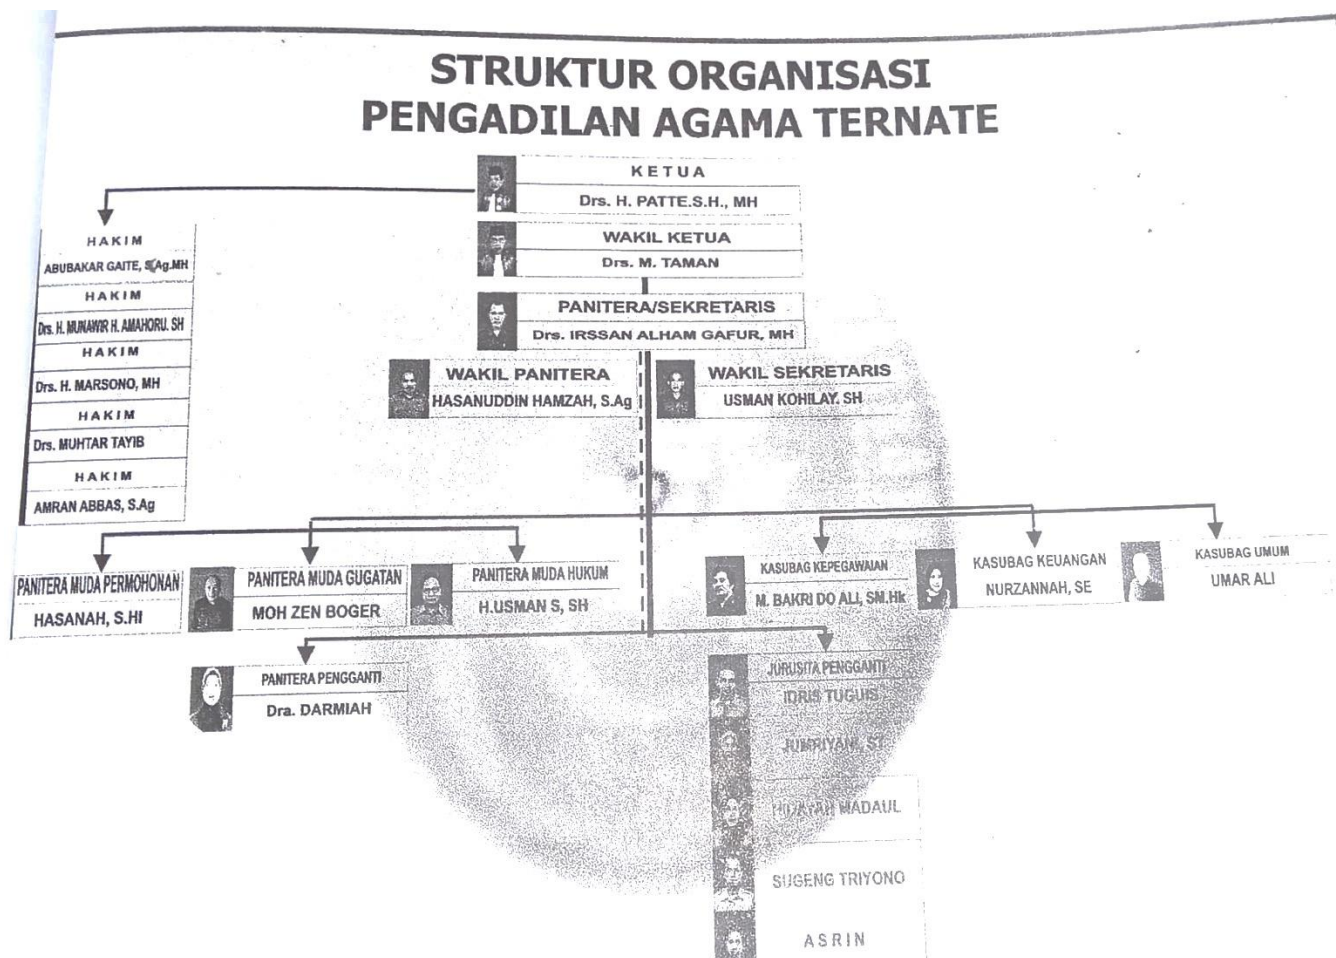 STRUKTUR ORGANISASI
PENGADILAN AGAMA TERNATE
KETUA
Drs. H. PATTE.S.H., MH
WAKIL KETUA
Drs. M. TAMAN
PANITERA/SEKRETARIS
Drs. IRSSAN ALHAM GAFUR, MH
WAKIL PANITERA
HASANUDDIN HAMZAH, S.Ag
WAKIL SEKRETARIS
USMAN KOHILAY. SH
HAKIM
ABUBAKAR GAITE, S.Ag.MH
HAKIM
Drs. H. MUNAWIR H. AMAHORU. SH
HAKIM
Drs. H. MARSONO, MH
HAKIM
Drs. MUHTAR TAYIB
HAKIM
AMRAN ABBAS, S.Ag
PANITERA MUDA PERMOHONAN
HASANAH, S.HI
PANITERA MUDA GUGATAN
MOH ZEN BOGER
PANITERA MUDA HUKUM
H.USMAN S, SH
KASUBAG KEPEGAWAIAN
M. BAKRI DO ALI, SM.Hk
KASUBAG KEUANGAN
NURZANNAH, SE
KASUBAG UMUM
UMAR ALI
PANITERA PENGGANTI
Dra. DARMIAH
JURUSITA PENGGANTI
IDRIS TUGUIS
JUMRIYANI, ST
HIDAYAH MADAUL
SUGENG TRIYONO
ASRIN